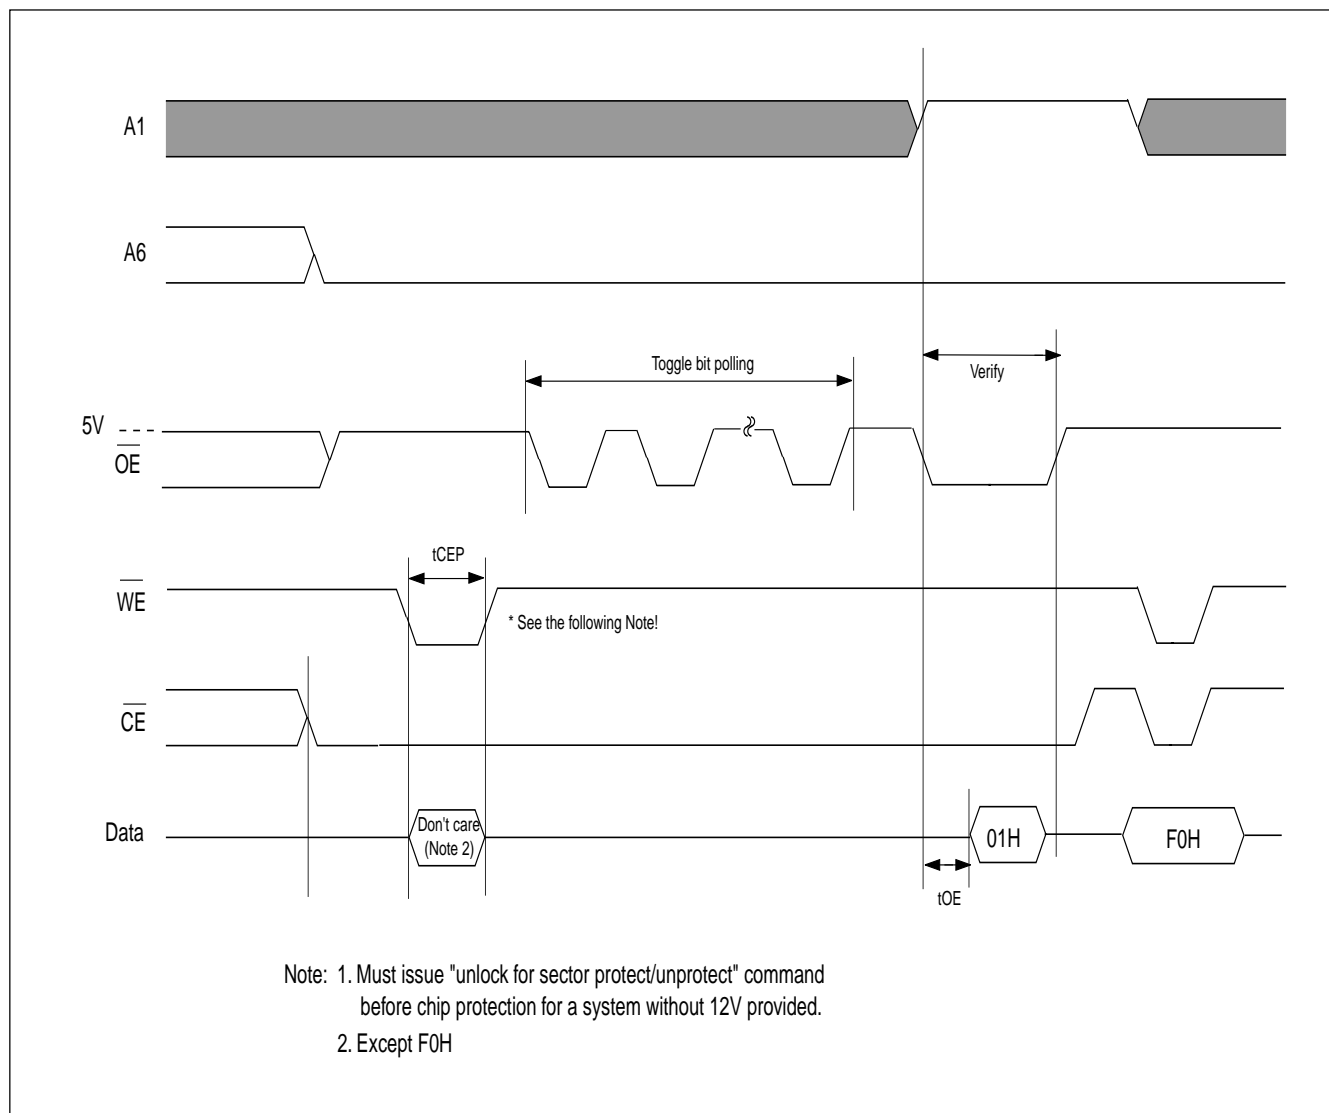 A1
A6
Toggle bit polling
Verify
5V
OE
tCEP
WE
* See the following Note!
CE
Data
Don't care
(Note 2)
01H
F0H
tOE
Note: 1. Must issue "unlock for sector protect/unprotect" command
before chip protection for a system without 12V provided.
2. Except F0H